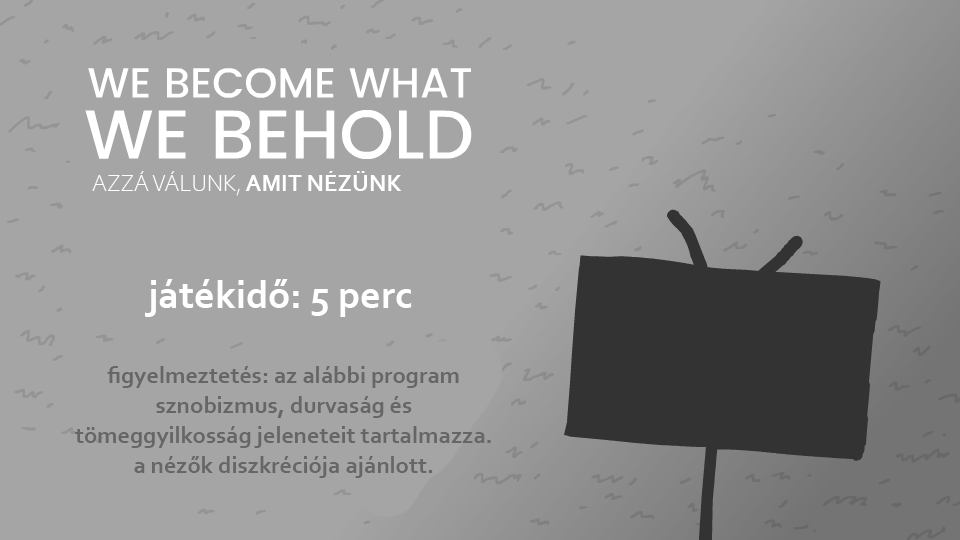 WE BECOME WHAT
WE BEHOLD
AZZÁ VÁLUNK, AMIT NÉZÜNK
játékidő: 5 perc
figyelmeztetés: az alábbi program
sznobizmus, durvaság és
tömeggyilkosság jeleneteit tartalmazza.
a nézők diszkréciója ajánlott.